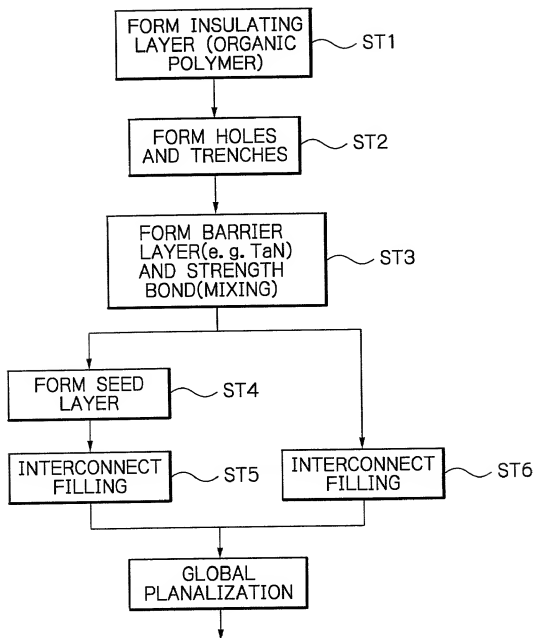 FORM INSULATING
LAYER (ORGANIC
POLYMER)
ST1
FORM HOLES
AND TRENCHES
ST2
FORM BARRIER
LAYER(e.g.TaN)
AND STRENGTH
BOND(MIXING)
ST3
FORM SEED
LAYER
ST4
INTERCONNECT
FILLING
ST5
INTERCONNECT
FILLING
ST6
GLOBAL
PLANALIZATION